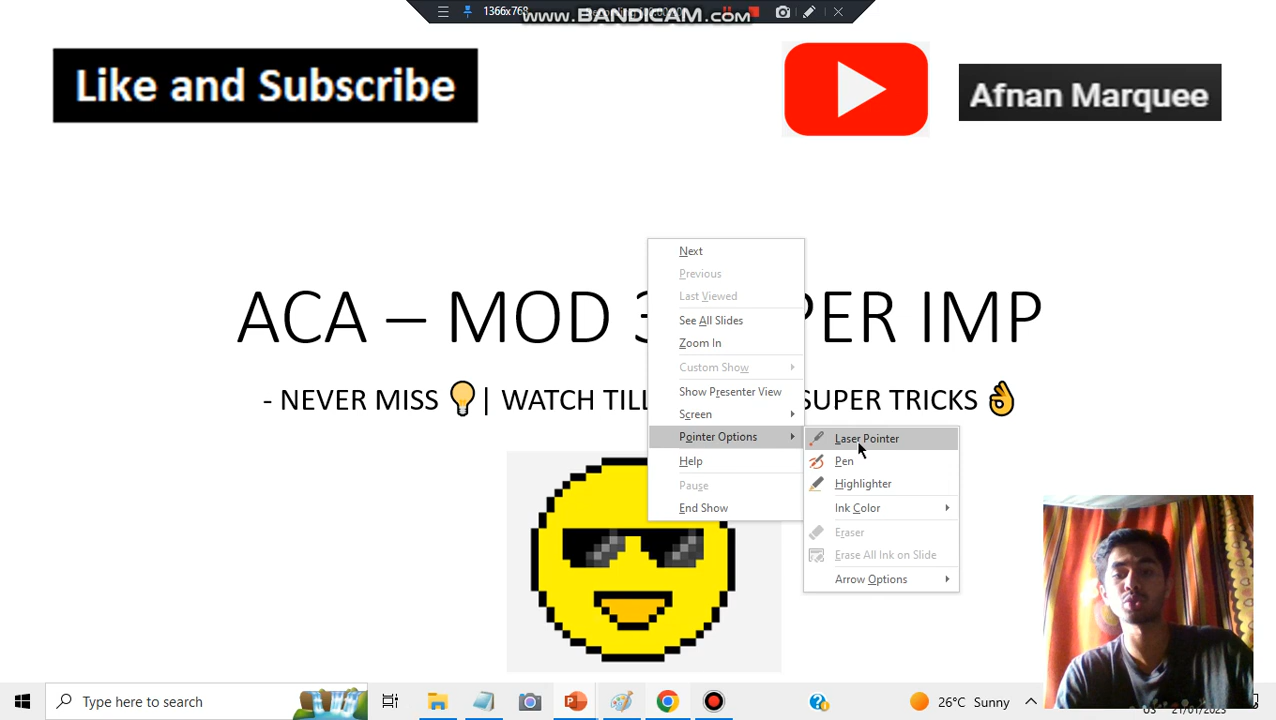 1366x768
www.BANDICAM.com
Like and Subscribe
Afnan Marquee
ACA – MOD 3
PER IMP
- NEVER MISS 💡| WATCH TILL
SUPER TRICKS 👌
Next
Previous
Last Viewed
See All Slides
Zoom In
Custom Show
Show Presenter View
Screen
Pointer Options
Help
Pause
End Show
Laser Pointer
Pen
Highlighter
Ink Color
Eraser
Erase All Ink on Slide
Arrow Options
Type here to search
26°C Sunny
21/01/2023